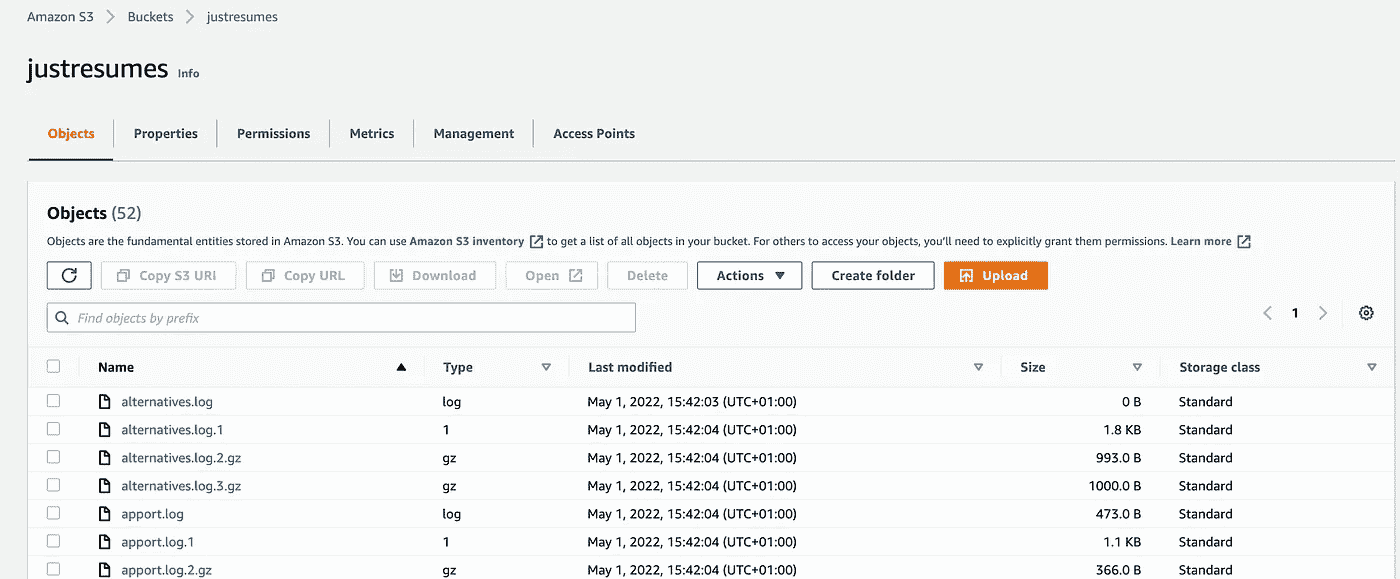 Amazon S3 > Buckets > justresumes
justresumes Info
Objects Properties Permissions Metrics Management Access Points
Objects (52)
Objects are the fundamental entities stored in Amazon S3. You can use Amazon S3 inventory to get a list of all objects in your bucket. For others to access your objects, you'll need to explicitly grant them permissions. Learn more
Copy S3 URI Copy URL Download Open Delete Actions Create folder Upload
Find objects by prefix 1
Name Type Last modified Size Storage class
alternatives.log log May 1, 2022, 15:42:03 (UTC+01:00) 0 B Standard
alternatives.log.1 1 May 1, 2022, 15:42:04 (UTC+01:00) 1.8 KB Standard
alternatives.log.2.gz gz May 1, 2022, 15:42:04 (UTC+01:00) 993.0 B Standard
alternatives.log.3.gz gz May 1, 2022, 15:42:04 (UTC+01:00) 1000.0 B Standard
apport.log log May 1, 2022, 15:42:04 (UTC+01:00) 473.0 B Standard
apport.log.1 1 May 1, 2022, 15:42:04 (UTC+01:00) 1.1 KB Standard
apport.log.2.gz gz May 1, 2022, 15:42:04 (UTC+01:00) 366.0 B Standard